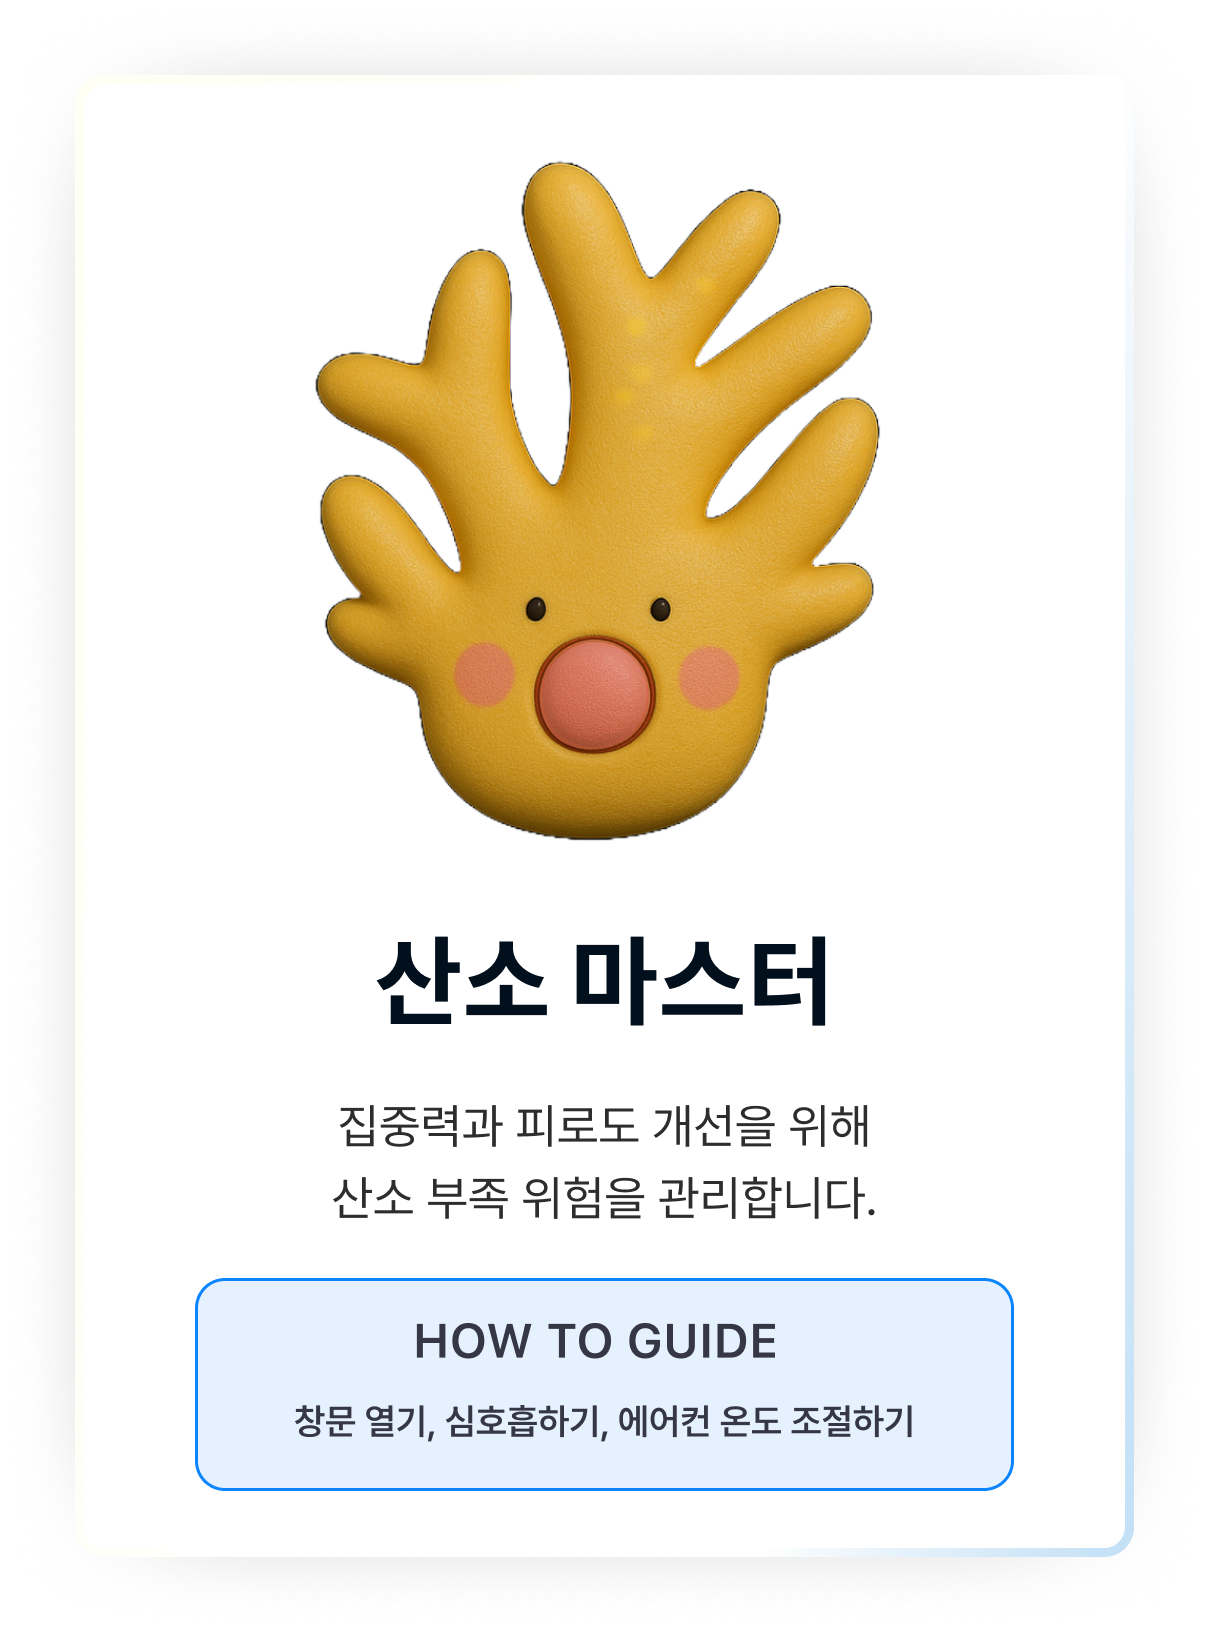 산소 마스터
집중력과 피로도 개선을 위해
산소 부족 위험을 관리합니다.
HOW TO GUIDE
창문 열기, 심호흡하기, 에어컨 온도 조절하기